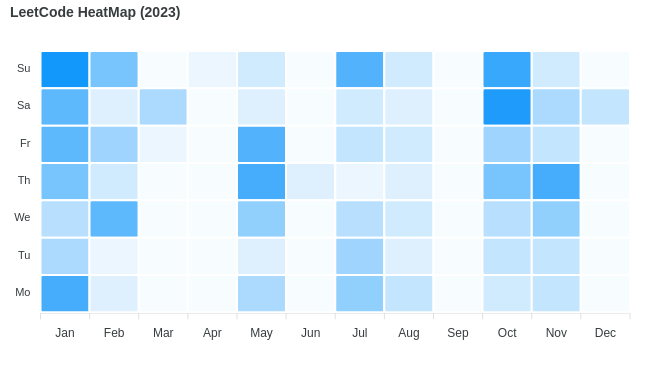 LeetCode HeatMap (2023)
Su
Sa
Fr
Th
We
Tu
Mo
Jan Feb Mar Apr May Jun Jul Aug Sep Oct Nov Dec